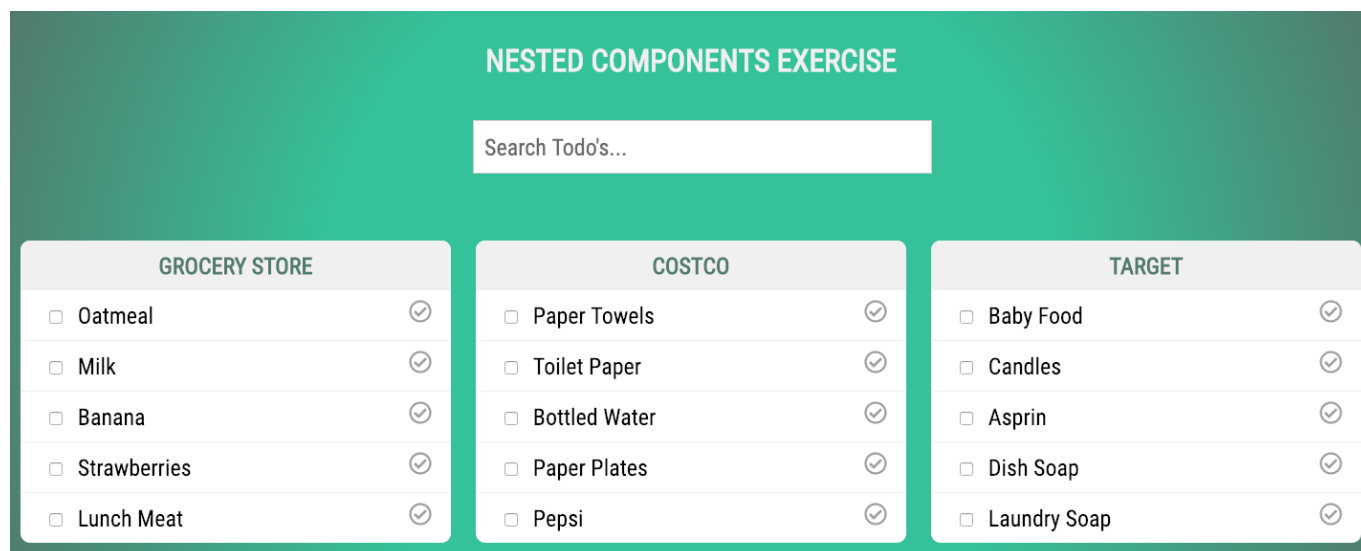 NESTED COMPONENTS EXERCISE
Search Todo's...
GROCERY STORE
Oatmeal
Milk
Banana
Strawberries
Lunch Meat
COSTCO
Paper Towels
Toilet Paper
Bottled Water
Paper Plates
Pepsi
TARGET
Baby Food
Candles
Asprin
Dish Soap
Laundry Soap